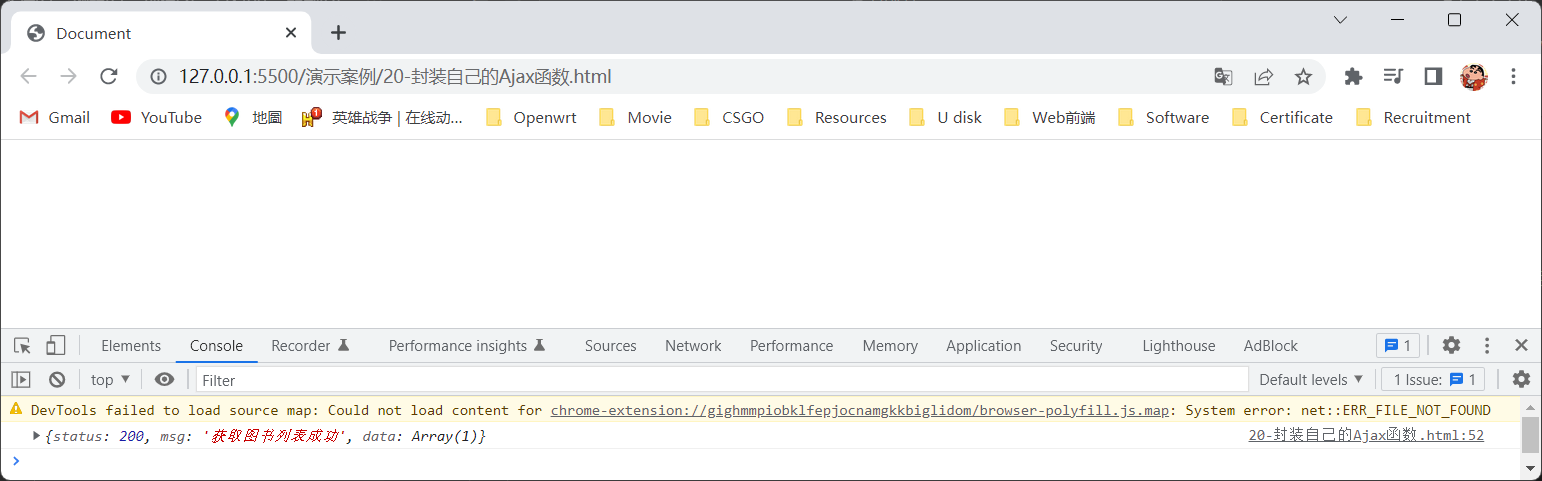 Document
127.0.0.1:5500/演示案例/20-封装自己的Ajax函数.html
Gmail YouTube 地圖 1 英雄战争 | 在线动... Openwrt Movie CSGO Resources U disk Web前端 Software Certificate Recruitment
Elements Console Recorder Performance insights Sources Network Performance Memory Application Security Lighthouse AdBlock 1
top Filter Default levels 1 Issue: 1
DevTools failed to load source map: Could not load content for chrome-extension://gighmmpiobklfepjocnamgkkbiglidom/browser-polyfill.js.map: System error: net::ERR_FILE_NOT_FOUND
{status: 200, msg: '获取图书列表成功', data: Array(1)} 20-封装自己的Ajax函数.html:52